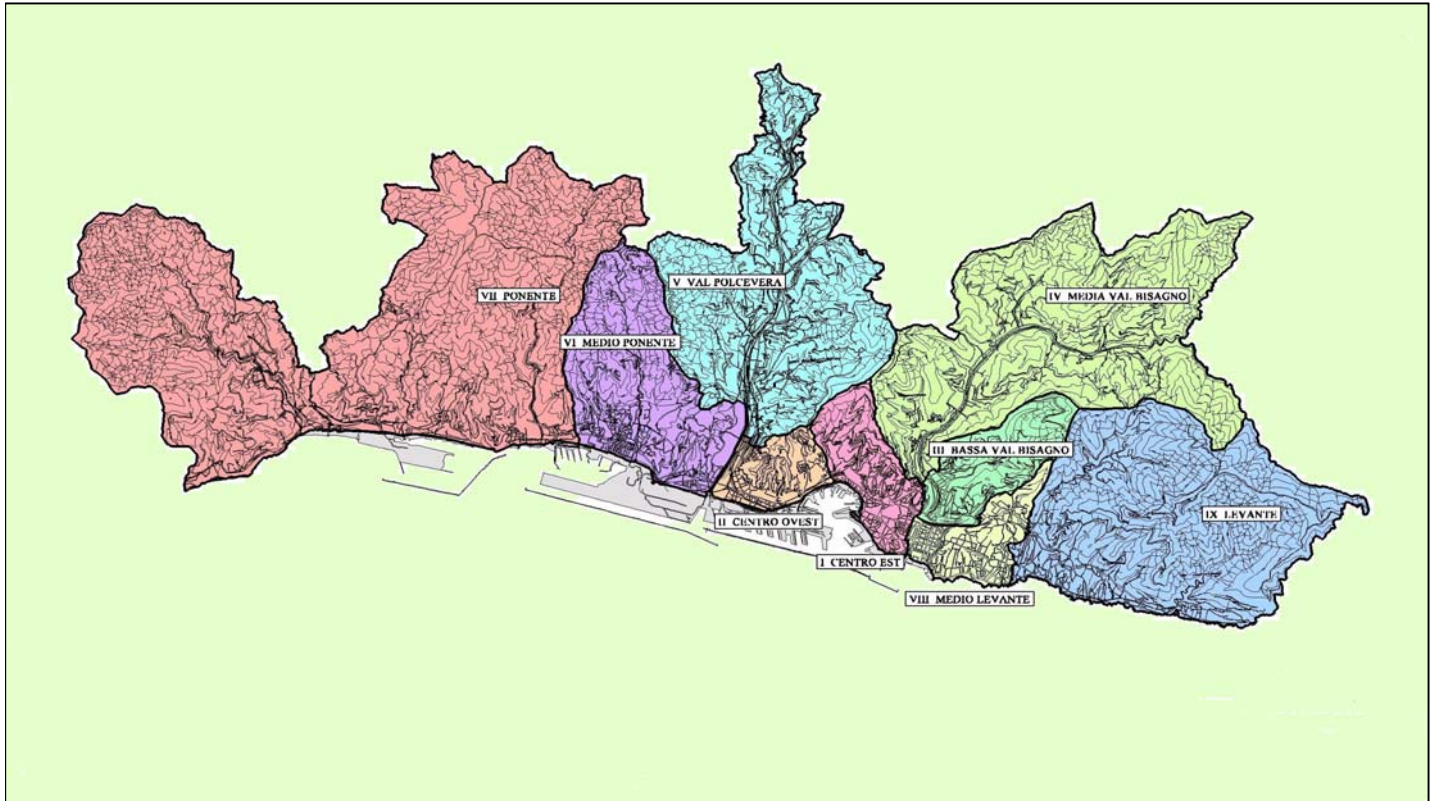 VII PONENTE
V VAL POLCEVERA
IV MEDIA VAL BISAGNO
VI MEDIO PONENTE
III BASSA VAL BISAGNO
IX LEVANTE
II CENTRO OVEST
I CENTRO EST
VIII MEDIO LEVANTE